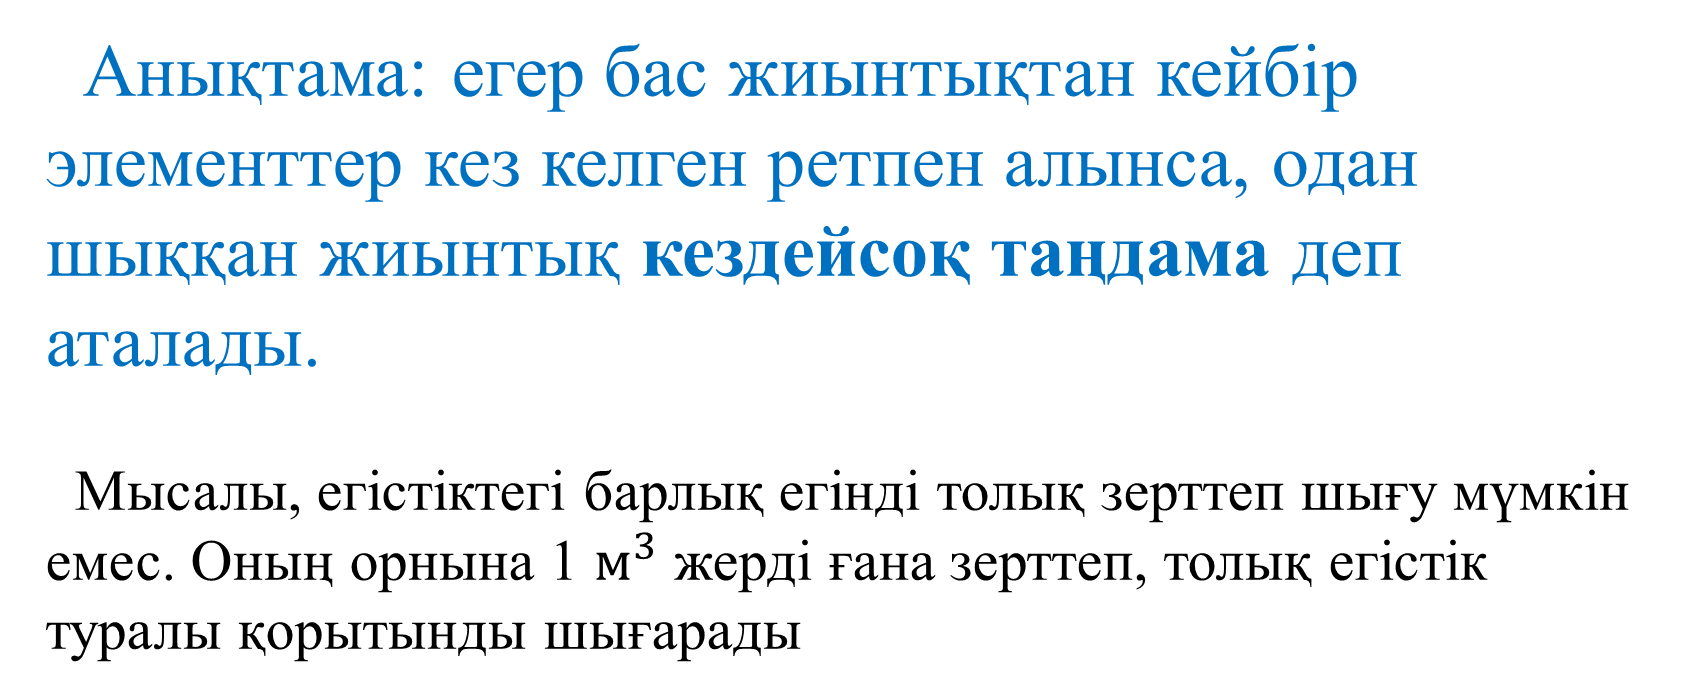 Анықтама: егер бас жиынтықтан кейбір
элементтер кез келген ретпен алынса, одан
шыққан жиынтық кездейсоқ таңдама деп
аталады.
Мысалы, егістіктегі барлық егінді толық зерттеп шығу мүмкін
емес. Оның орнына 1 м³ жерді ғана зерттеп, толық егістік
туралы қорытынды шығарады